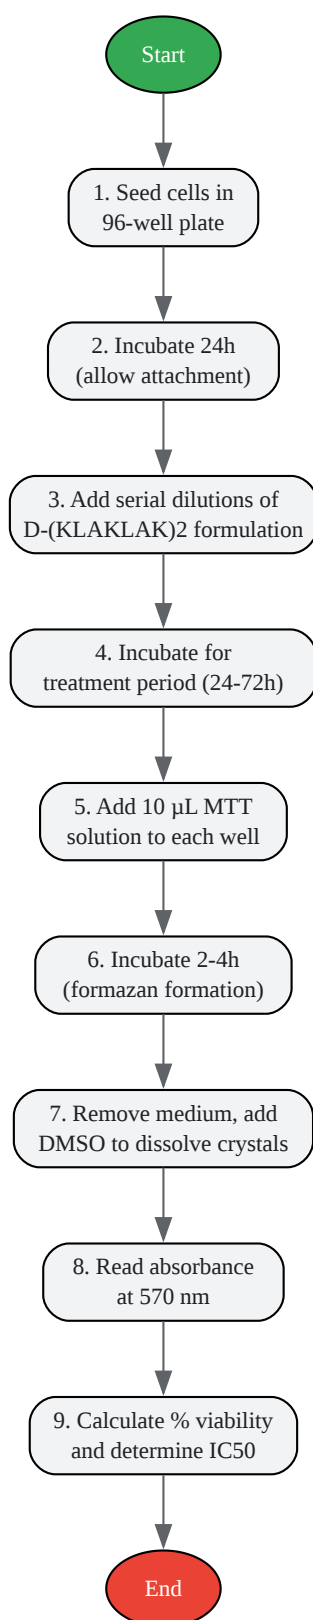 Start
1. Seed cells in
96-well plate
2. Incubate 24h
(allow attachment)
3. Add serial dilutions of
D-(KLAKLAK)2 formulation
4. Incubate for
treatment period (24-72h)
5. Add 10 µL MTT
solution to each well
6. Incubate 2-4h
(formazan formation)
7. Remove medium, add
DMSO to dissolve crystals
8. Read absorbance
at 570 nm
9. Calculate % viability
and determine IC50
End